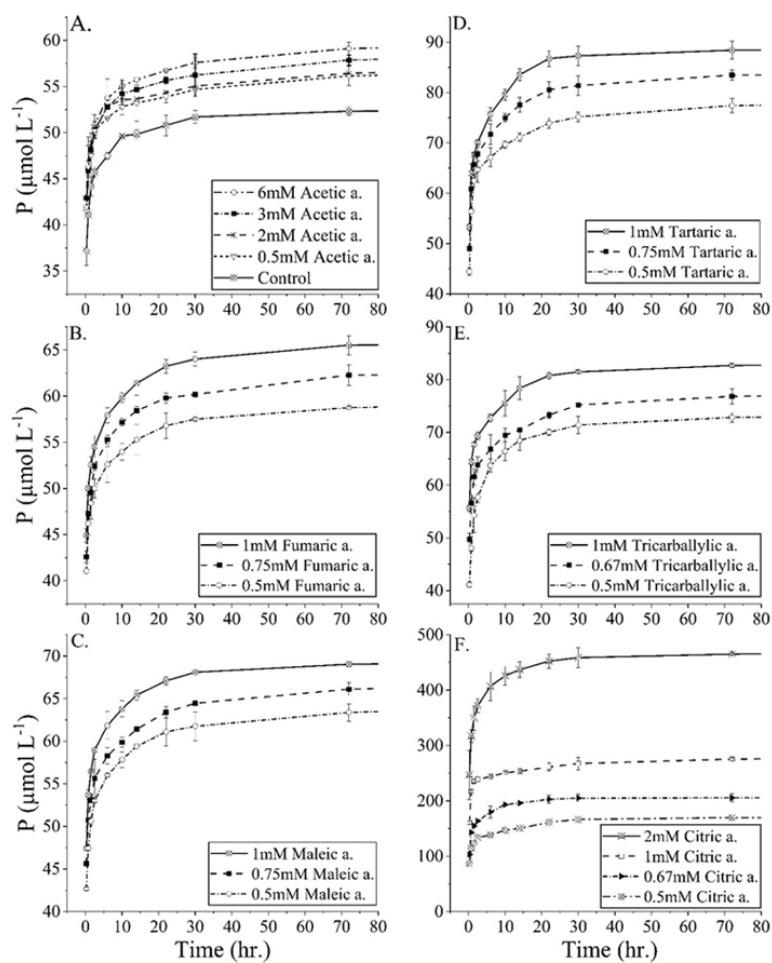 A.
60
55
50
45
40
35
P (μmol L⁻¹)
6mM Acetic a.
3mM Acetic a.
2mM Acetic a.
0.5mM Acetic a.
Control
0 10 20 30 40 50 60 70 80
D.
90
80
70
60
50
40
1mM Tartaric a.
0.75mM Tartaric a.
0.5mM Tartaric a.
0 10 20 30 40 50 60 70 80
B.
65
60
55
50
45
40
P (μmol L⁻¹)
1mM Fumaric a.
0.75mM Fumaric a.
0.5mM Fumaric a.
0 10 20 30 40 50 60 70 80
E.
90
80
70
60
50
40
1mM Tricarballylic a.
0.67mM Tricarballylic a.
0.5mM Tricarballylic a.
0 10 20 30 40 50 60 70 80
C.
70
65
60
55
50
45
40
P (μmol L⁻¹)
1mM Maleic a.
0.75mM Maleic a.
0.5mM Maleic a.
0 10 20 30 40 50 60 70 80
Time (hr.)
F.
500
400
300
200
100
0
2mM Citric a.
1mM Citric a.
0.67mM Citric a.
0.5mM Citric a.
0 10 20 30 40 50 60 70 80
Time (hr.)